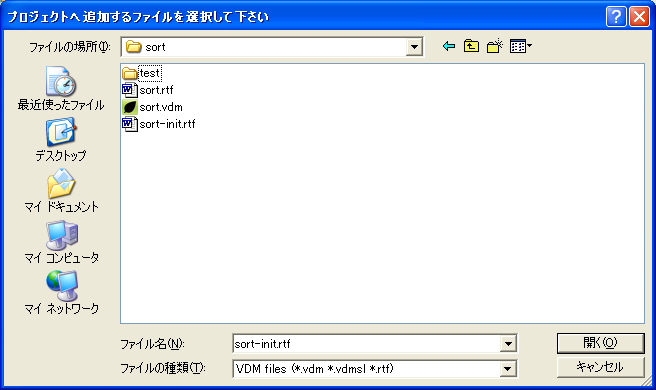 プロジェクトへ追加するファイルを選択して下さい
ファイルの場所(I):
sort
最近使ったファイル
デスクトップ
マイ ドキュメント
マイ コンピュータ
マイ ネットワーク
test
sort.rtf
sort.vdm
sort-init.rtf
ファイル名(N):
sort-init.rtf
開く(O)
ファイルの種類(T):
VDM files (*.vdm *.vdmsl *.rtf)
キャンセル